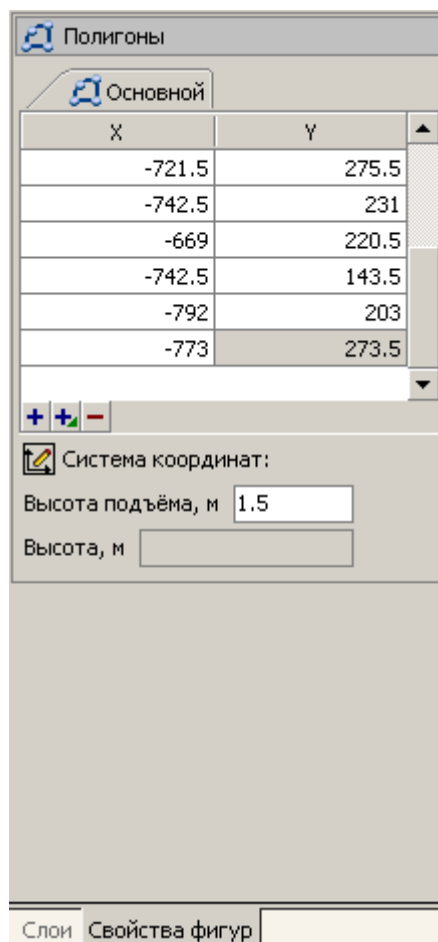 Полигоны
Основной
X Y
-721.5 275.5
-742.5 231
-669 220.5
-742.5 143.5
-792 203
-773 273.5
Система координат:
Высота подъёма, м 1.5
Высота, м
Слои Свойства фигур